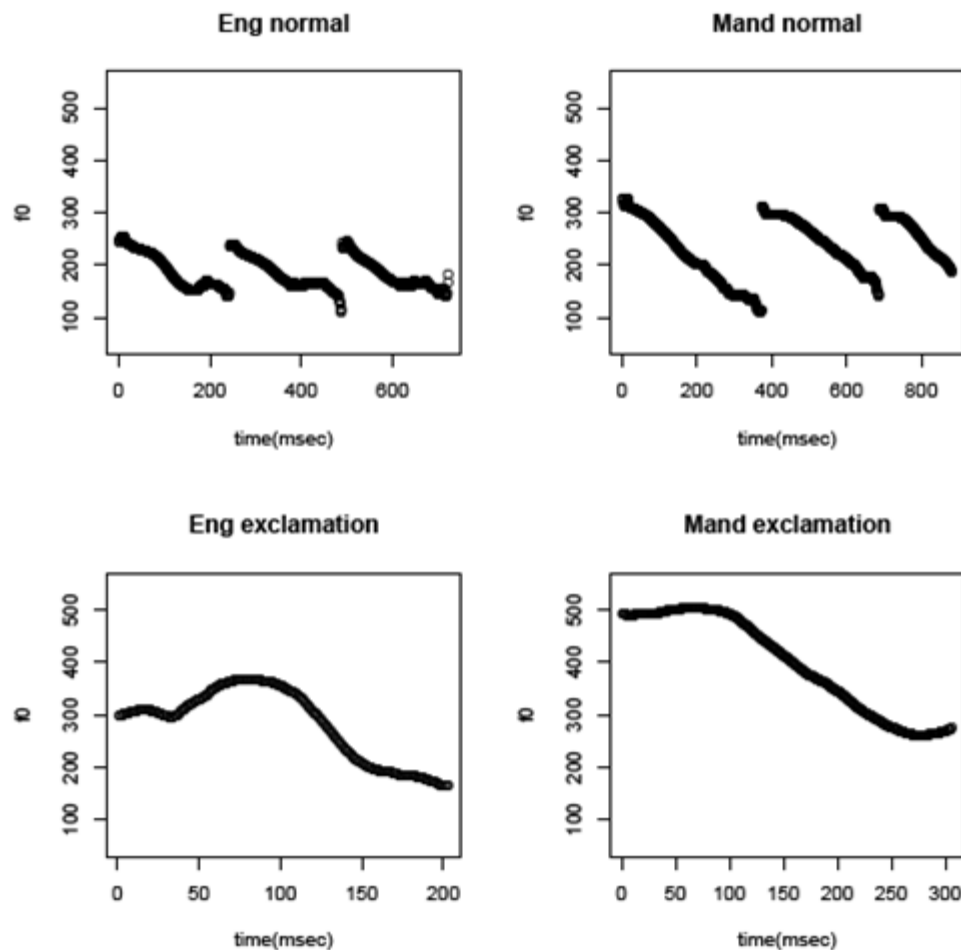 Eng normal
f0
500
400
300
200
100
0 200 400 600
time(msec)
Mand normal
f0
500
400
300
200
100
0 200 400 600 800
time(msec)
Eng exclamation
f0
500
400
300
200
100
0 50 100 150 200
time(msec)
Mand exclamation
f0
500
400
300
200
100
0 50 100 150 200 250 300
time(msec)